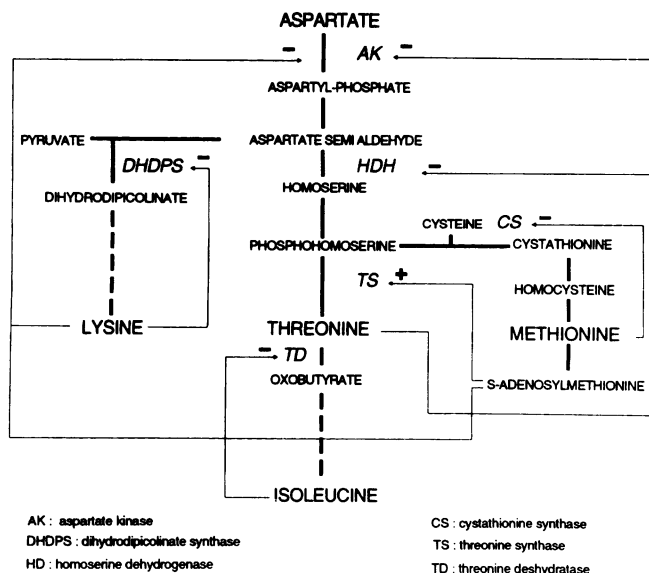 ASPARTATE
− AK −
ASPARTYL-PHOSPHATE
PYRUVATE ASPARTATE SEMI ALDEHYDE
DHDPS − HDH −
DIHYDRODIPICOLINATE HOMOSERINE
CYSTEINE CS −
PHOSPHOHOMOSERINE CYSTATHIONINE
TS +
HOMOCYSTEINE
LYSINE THREONINE METHIONINE
− TD
OXOBUTYRATE S-ADENOSYLMETHIONINE
ISOLEUCINE
AK : aspartate kinase
DHDPS : dihydrodipicolinate synthase
HD : homoserine dehydrogenase
CS : cystathionine synthase
TS : threonine synthase
TD : threonine deshydratase